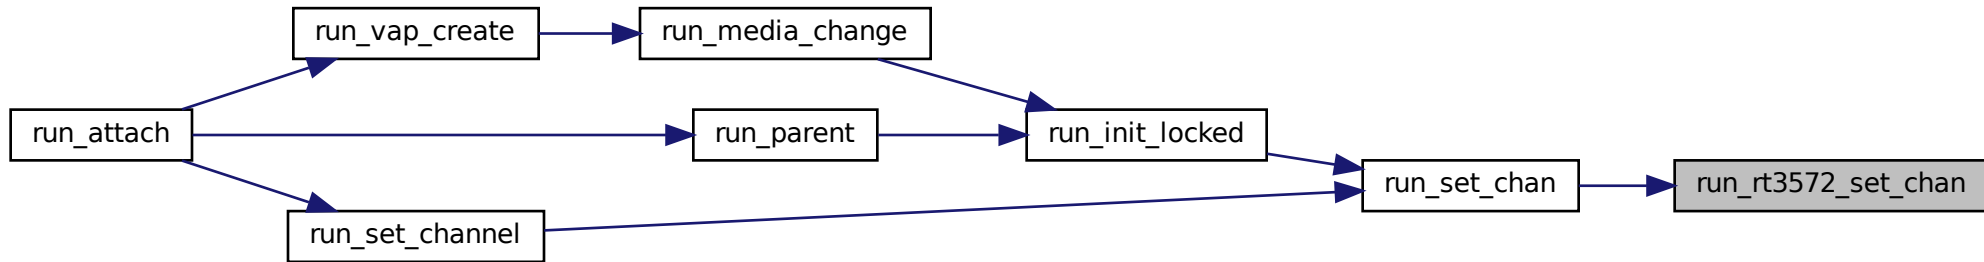 run_vap_create
run_media_change
run_attach
run_parent
run_init_locked
run_set_chan
run_rt3572_set_chan
run_set_channel